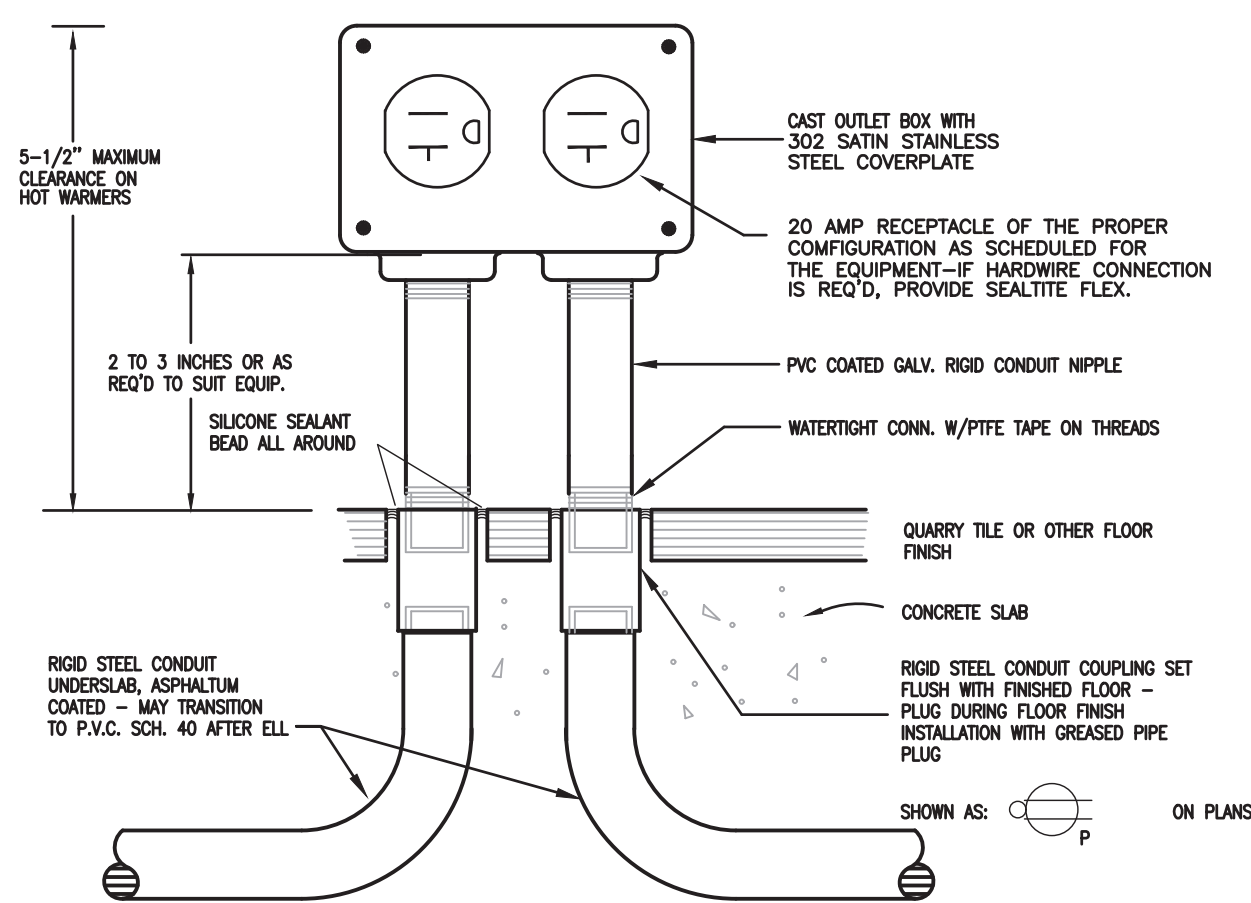 CAST OUTLET BOX WITH
302 SATIN STAINLESS
STEEL COVERPLATE
5-1/2" MAXIMUM
CLEARANCE ON
HOT WARMERS
20 AMP RECEPTACLE OF THE PROPER
COMFIGURATION AS SCHEDULED FOR
THE EQUIPMENT-IF HARDWIRE CONNECTION
IS REQ'D, PROVIDE SEALTITE FLEX.
2 TO 3 INCHES OR AS
REQ'D TO SUIT EQUIP.
PVC COATED GALV. RIGID CONDUIT NIPPLE
SILICONE SEALANT
BEAD ALL AROUND
WATERTIGHT CONN. W/PTFE TAPE ON THREADS
QUARRY TILE OR OTHER FLOOR
FINISH
CONCRETE SLAB
RIGID STEEL CONDUIT
UNDERSLAB, ASPHALTUM
COATED - MAY TRANSITION
TO P.V.C. SCH. 40 AFTER ELL
RIGID STEEL CONDUIT COUPLING SET
FLUSH WITH FINISHED FLOOR -
PLUG DURING FLOOR FINISH
INSTALLATION WITH GREASED PIPE
PLUG
SHOWN AS: P ON PLANS